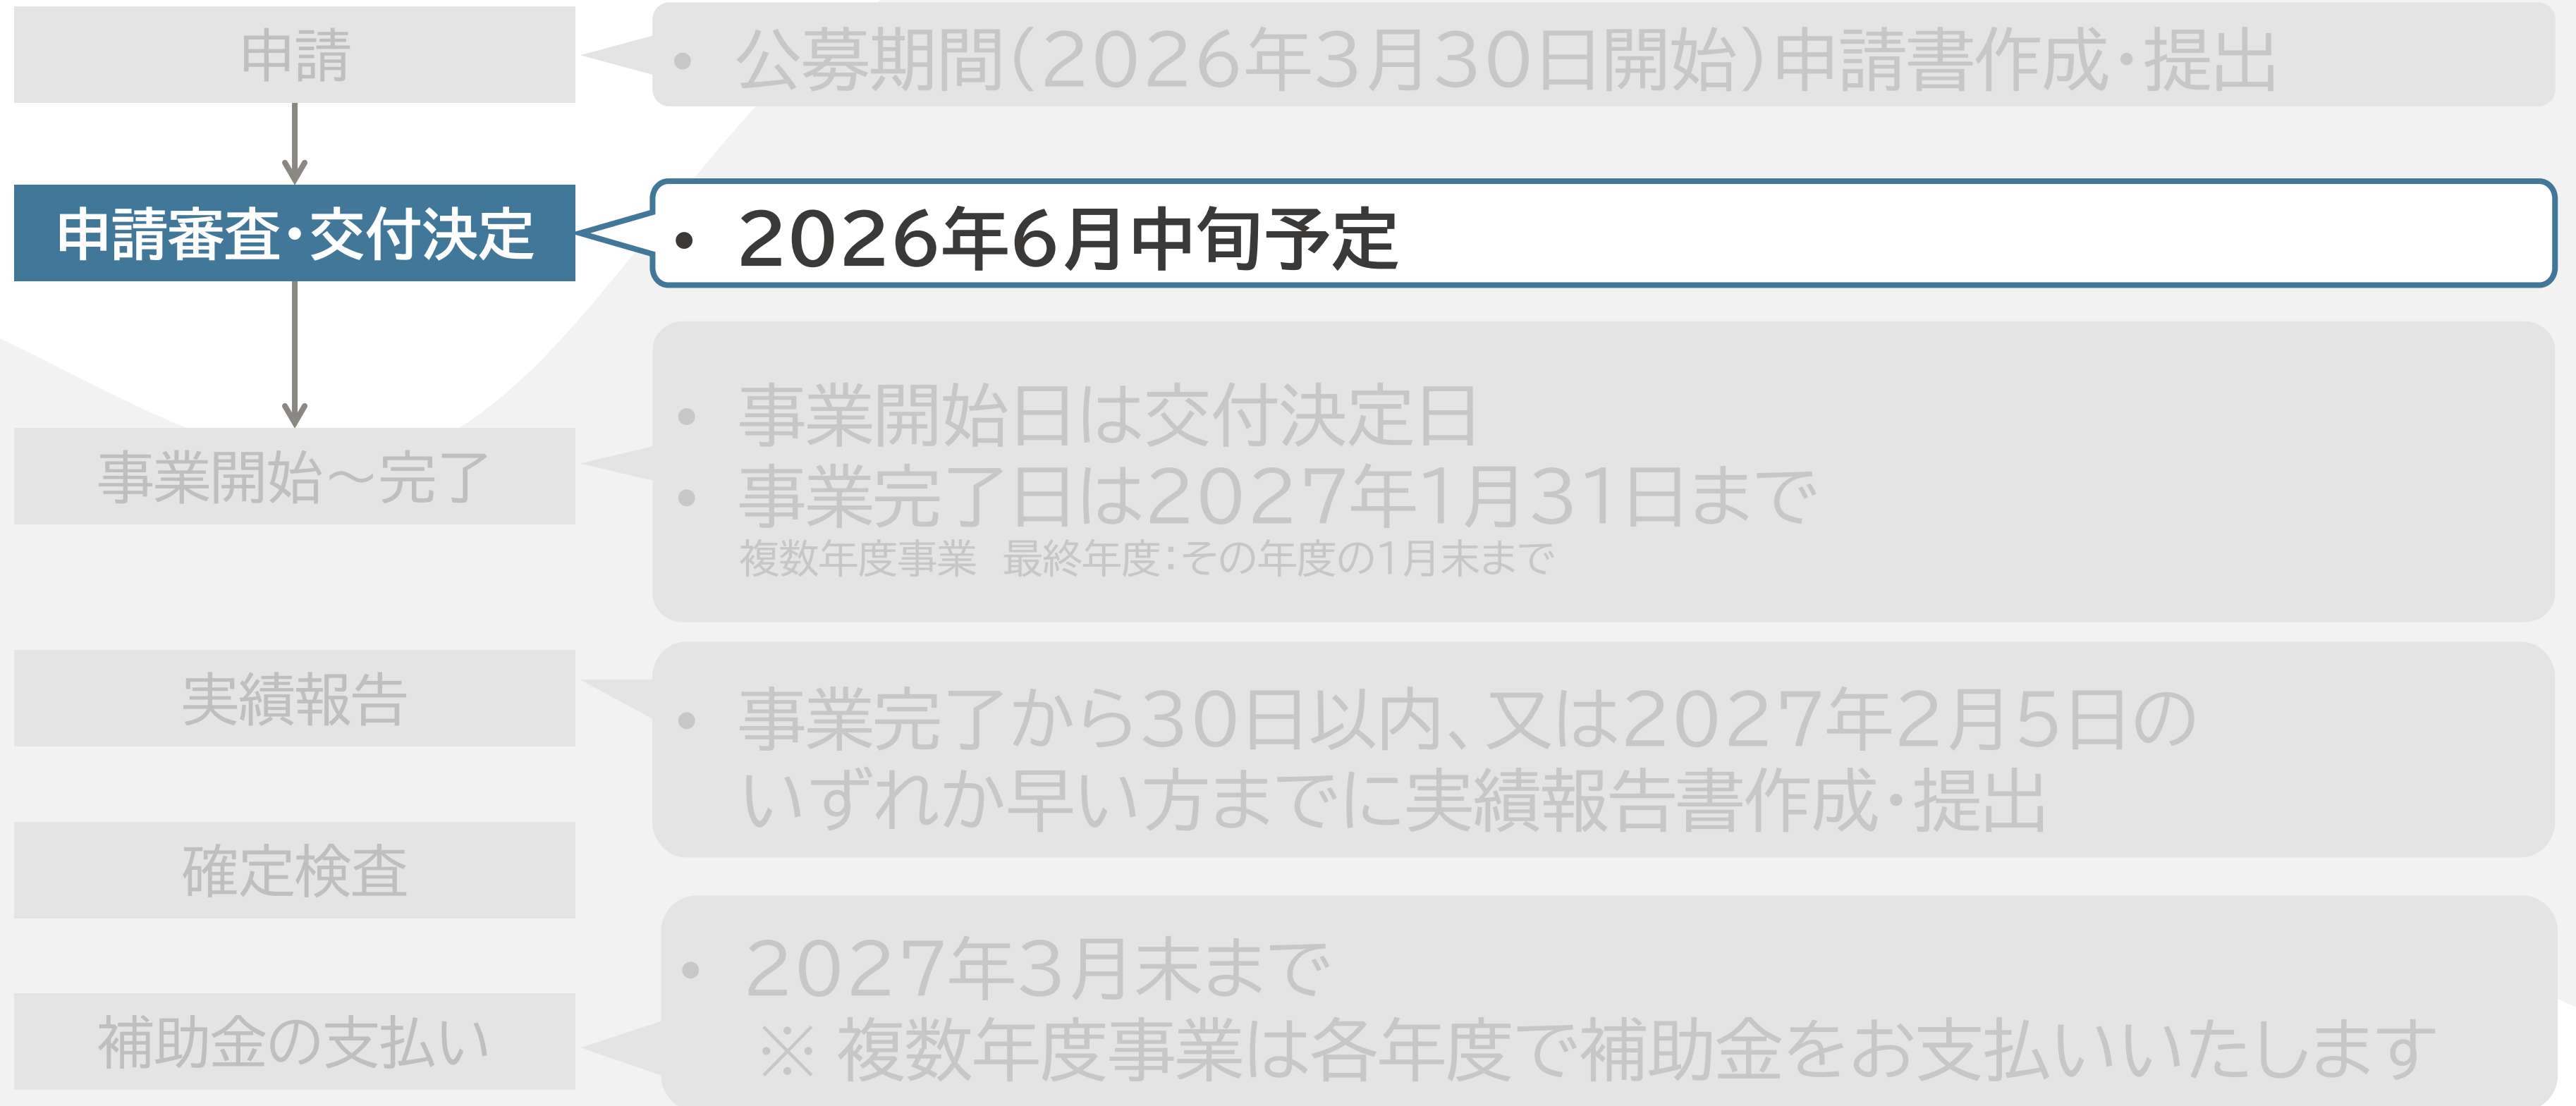 申請
• 公募期間（2026年3月30日開始）申請書作成・提出
申請審査・交付決定
• 2026年6月中旬予定
事業開始～完了
• 事業開始日は交付決定日
• 事業完了日は2027年1月31日まで
複数年度事業　最終年度：その年度の1月末まで
実績報告
• 事業完了から30日以内、又は2027年2月5日の
いずれか早い方までに実績報告書作成・提出
確定検査
補助金の支払い
• 2027年3月末まで
※ 複数年度事業は各年度で補助金をお支払いいたします